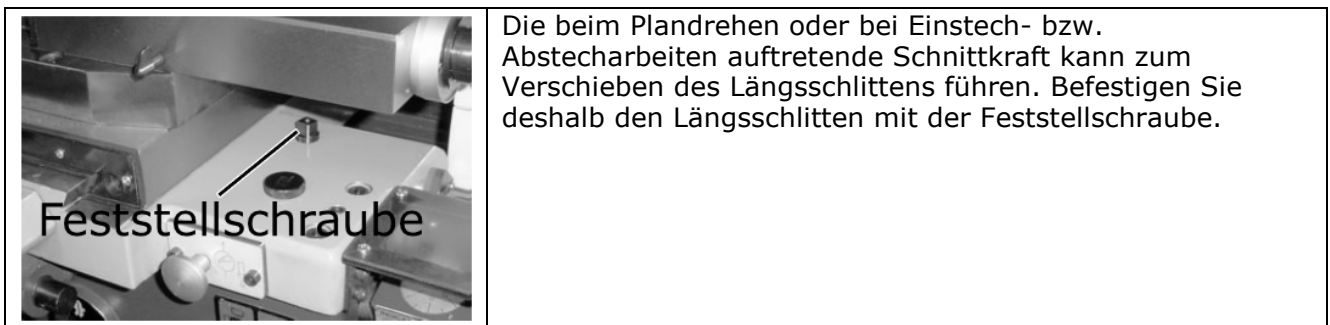 Feststellschraube
Die beim Plandrehen oder bei Einstech- bzw.
Abstecharbeiten auftretende Schnittkraft kann zum
Verschieben des Längsschlittens führen. Befestigen Sie
deshalb den Längsschlitten mit der Feststellschraube.